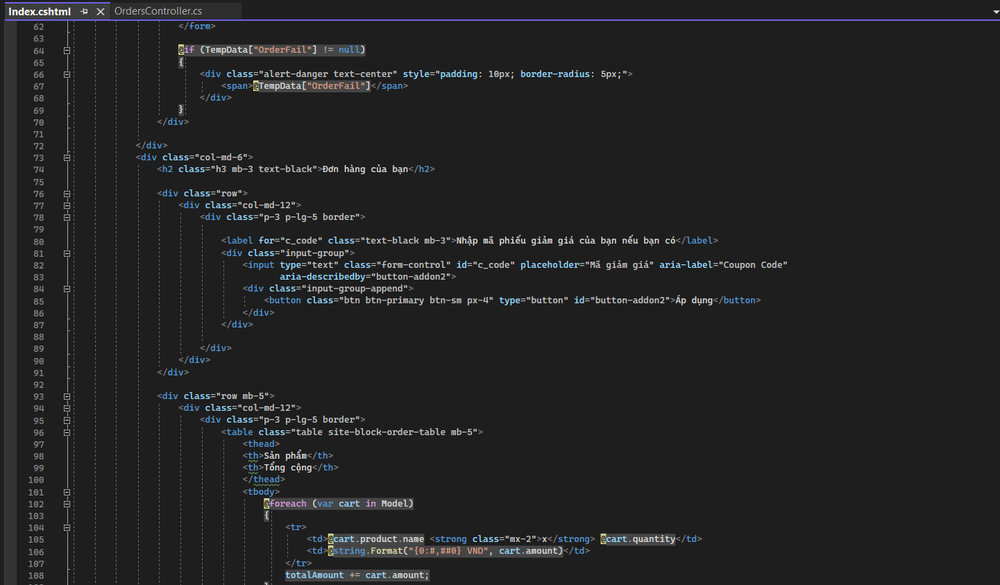 Index.cshtml OrdersController.cs
62 </form>
63
64 @if (TempData["OrderFail"] != null)
65 {
66 <div class="alert-danger text-center" style="padding: 10px; border-radius: 5px;">
67 <span>@TempData["OrderFail"]</span>
68 </div>
69 }
70 </div>
71
72 </div>
73 <div class="col-md-6">
74 <h2 class="h3 mb-3 text-black">Đơn hàng của bạn</h2>
75
76 <div class="row">
77 <div class="col-md-12">
78 <div class="p-3 p-lg-5 border">
79
80 <label for="c_code" class="text-black mb-3">Nhập mã phiếu giảm giá của bạn nếu bạn có</label>
81 <div class="input-group">
82 <input type="text" class="form-control" id="c_code" placeholder="Mã giảm giá" aria-label="Coupon Code"
83 aria-describedby="button-addon2">
84 <div class="input-group-append">
85 <button class="btn btn-primary btn-sm px-4" type="button" id="button-addon2">Áp dụng</button>
86 </div>
87 </div>
88
89 </div>
90 </div>
91 </div>
92
93 <div class="row mb-5">
94 <div class="col-md-12">
95 <div class="p-3 p-lg-5 border">
96 <table class="table site-block-order-table mb-5">
97 <thead>
98 <th>Sản phẩm</th>
99 <th>Tổng cộng</th>
100 </thead>
101 <tbody>
102 @foreach (var cart in Model)
103 {
104 <tr>
105 <td>@cart.product.name <strong class="mx-2">x</strong> @cart.quantity</td>
106 <td>@string.Format("{0:#,##0} VND", cart.amount)</td>
107 </tr>
108 totalAmount += cart.amount;